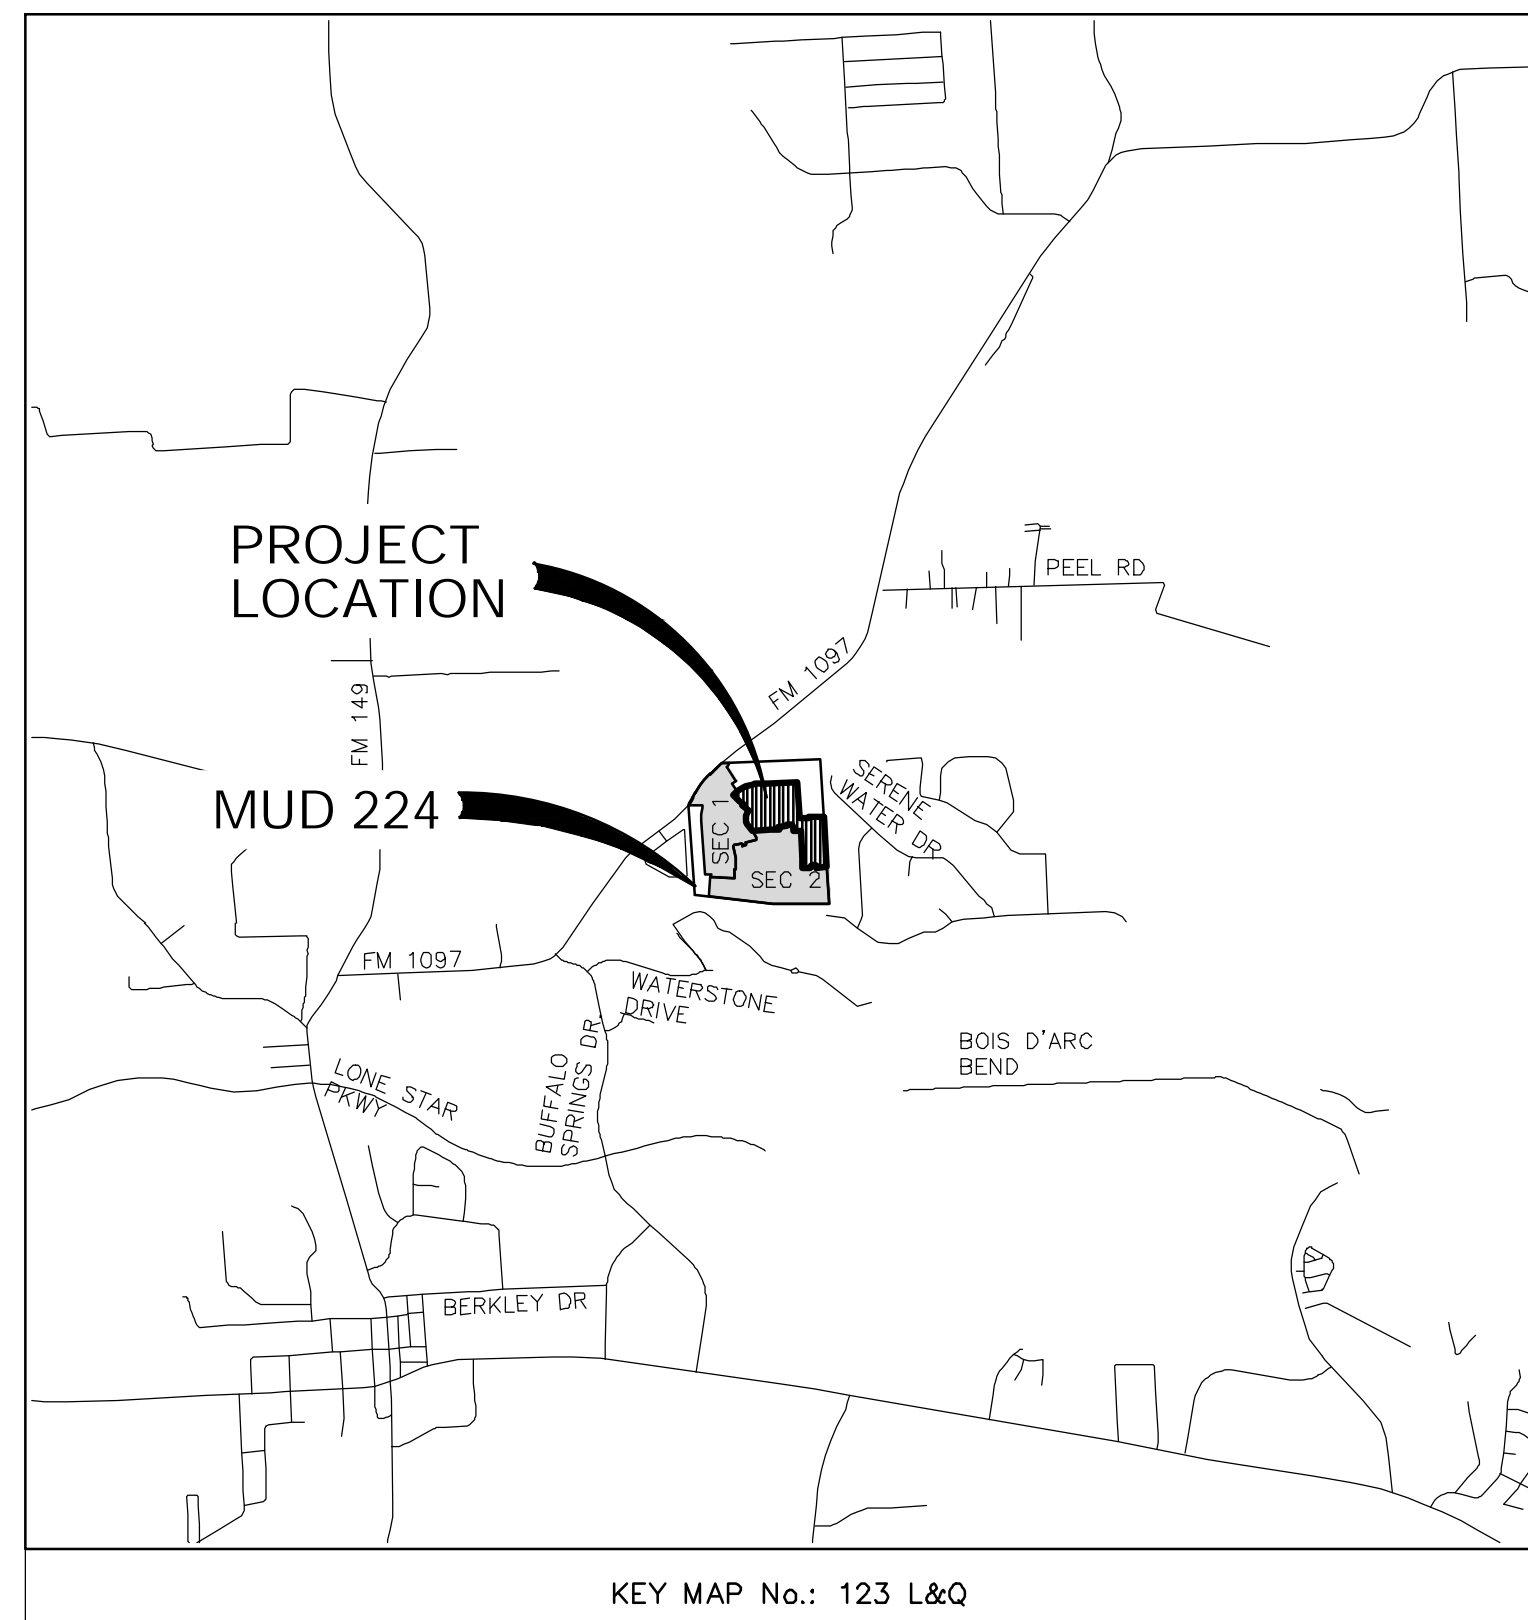 PROJECT
LOCATION
PEEL RD
FM 1097
FM 149
MUD 224
SERENE
WATER DR
SEC 1
SEC 2
FM 1097
WATERSTONE
DRIVE
BUFFALO
SPRINGS DR
BOIS D'ARC
BEND
LONE STAR
PKWY
BERKLEY DR
KEY MAP No.: 123 L&Q